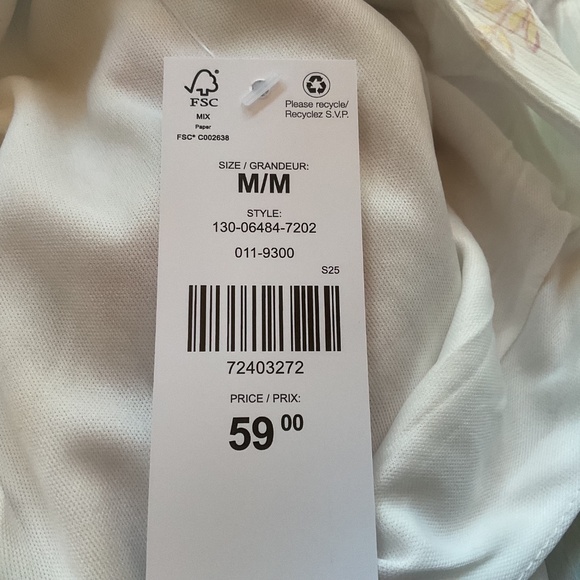 FSC
MIX
Paper
FSC® C002638
Please recycle/
Recyclez S.V.P.
SIZE / GRANDEUR:
M/M
STYLE:
130-06484-7202
011-9300
S25
72403272
PRICE / PRIX:
59 00